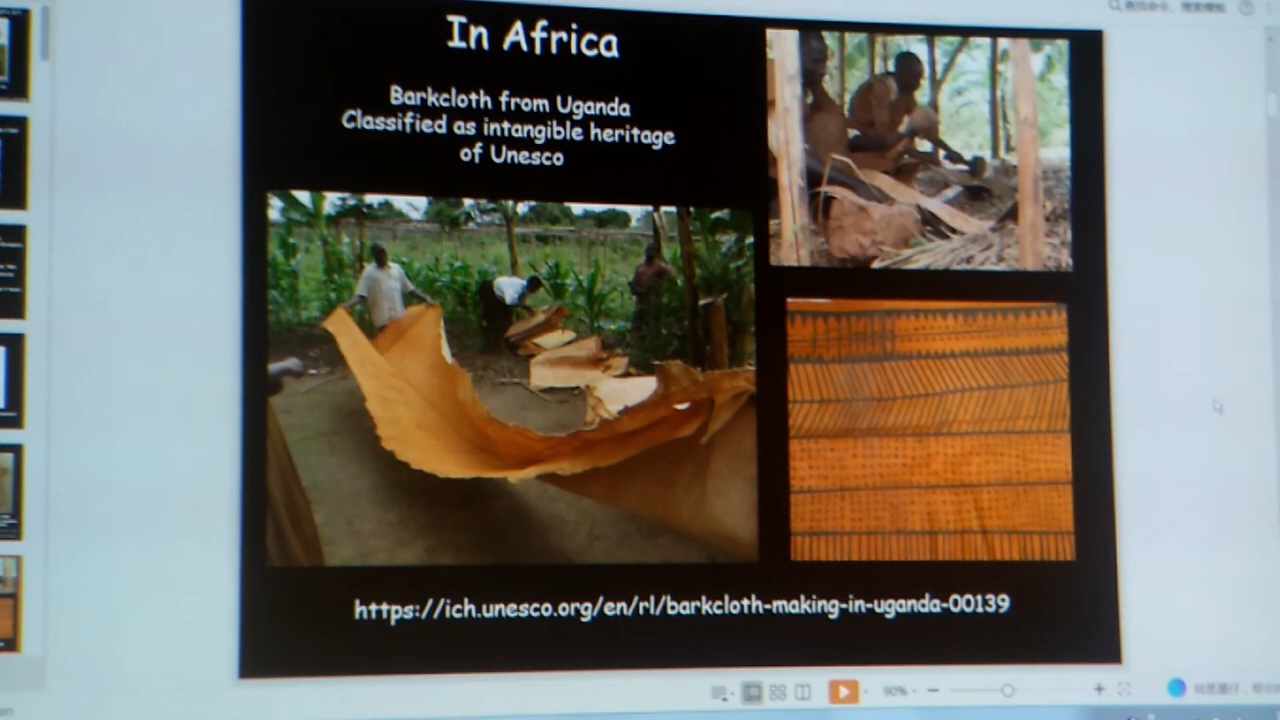 In Africa
Barkcloth from Uganda
Classified as intangible heritage
of Unesco
https://ich.unesco.org/en/rl/barkcloth-making-in-uganda-00139
90%